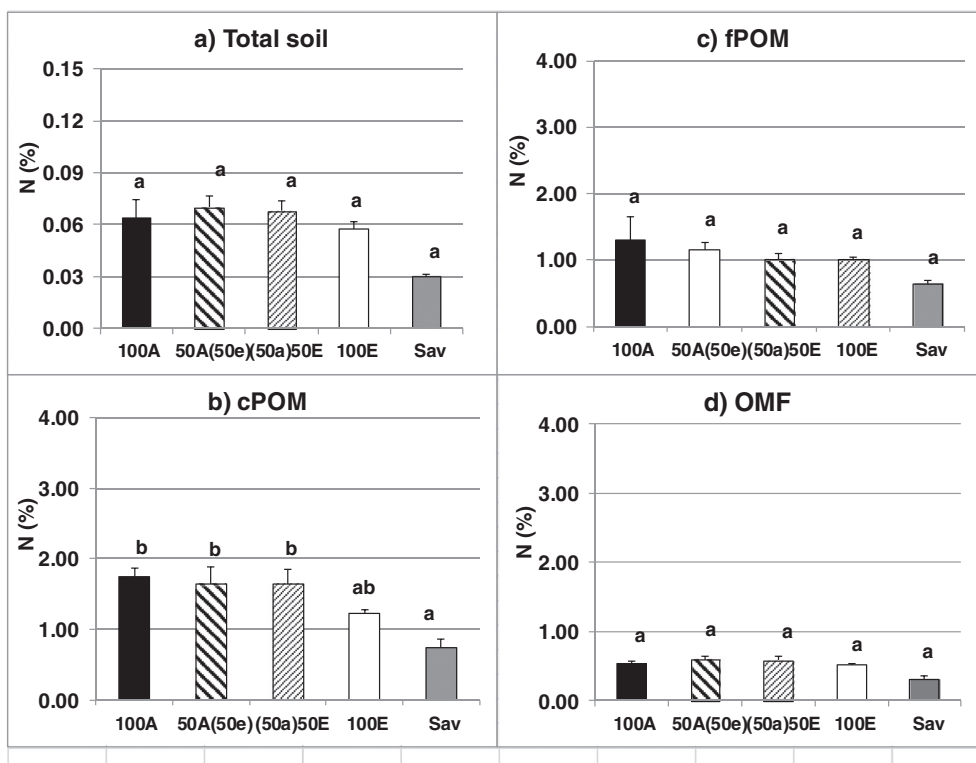 a) Total soil
N (%)
0.15
0.12
0.09
0.06
0.03
0.00
a
a
a
a
a
100A 50A(50e) (50a)50E 100E Sav
c) fPOM
N (%)
4.00
3.00
2.00
1.00
0.00
a
a
a
a
a
100A 50A(50e) (50a)50E 100E Sav
b) cPOM
N (%)
4.00
3.00
2.00
1.00
0.00
b
b
b
ab
a
100A 50A(50e) (50a)50E 100E Sav
d) OMF
N (%)
4.00
3.00
2.00
1.00
0.00
a
a
a
a
a
100A 50A(50e) (50a)50E 100E Sav